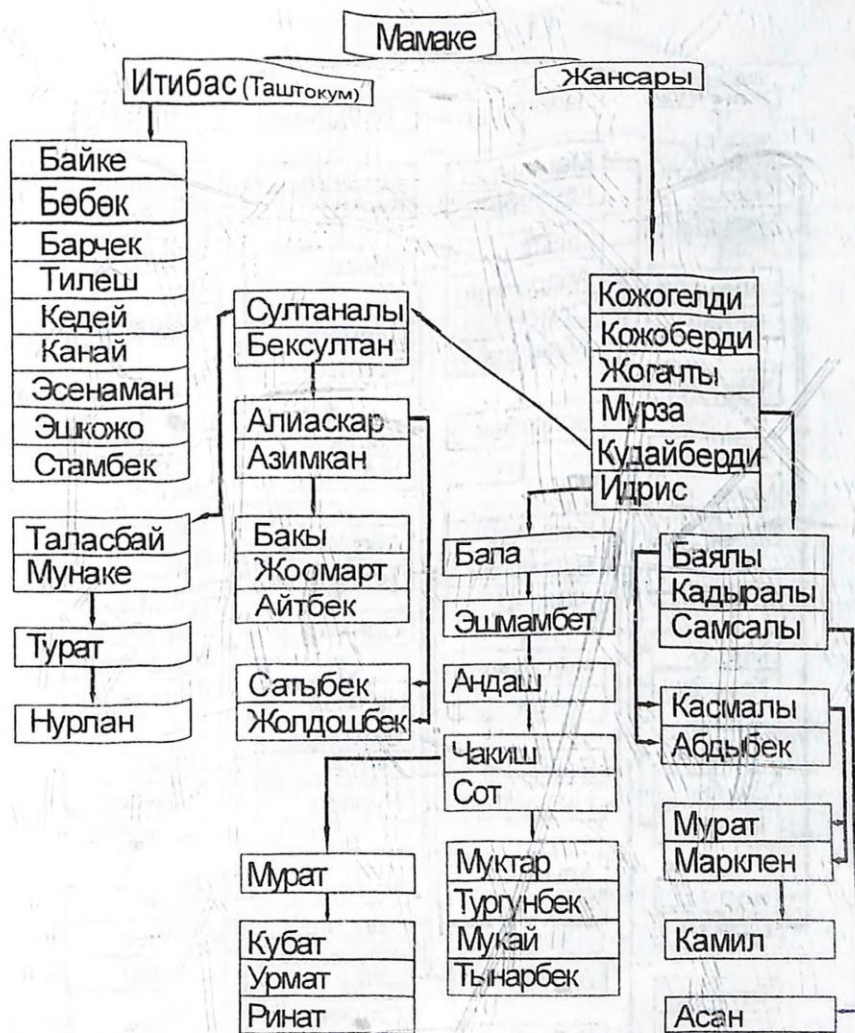 Мамаке
Итибас (Таштокум)
Жансары
Байке
Бөбөк
Барчек
Тилеш
Кедей
Канай
Эсенаман
Эшкожо
Стамбек
Таласбай
Мунаке
Турат
Нурлан
Султаналы
Бексултан
Алиаскар
Азимкан
Бакы
Жоомарт
Айтбек
Сатыбек
Жолдошбек
Мурат
Кубат
Урмат
Ринат
Кожогелди
Кожоберди
Жогачты
Мурза
Кудайберди
Идрис
Бапа
Эшмамбет
Андаш
Чакиш
Сот
Муктар
Тургунбек
Мукай
Тынарбек
Баялы
Кадыралы
Самсалы
Касмалы
Абдыбек
Мурат
Марклен
Камил
Асан